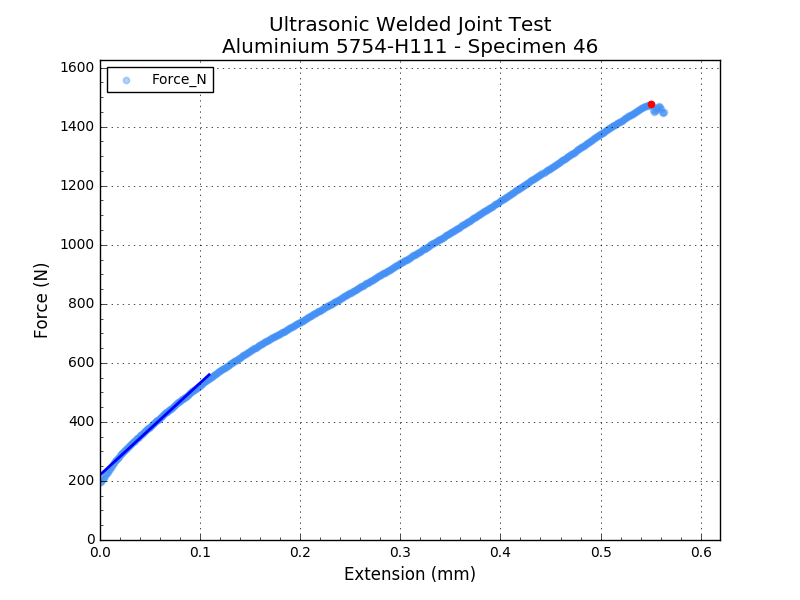 Ultrasonic Welded Joint Test
Aluminium 5754-H111 - Specimen 46
Force_N
1600
1400
1200
1000
800
600
400
200
0
Force (N)
0.0 0.1 0.2 0.3 0.4 0.5 0.6
Extension (mm)